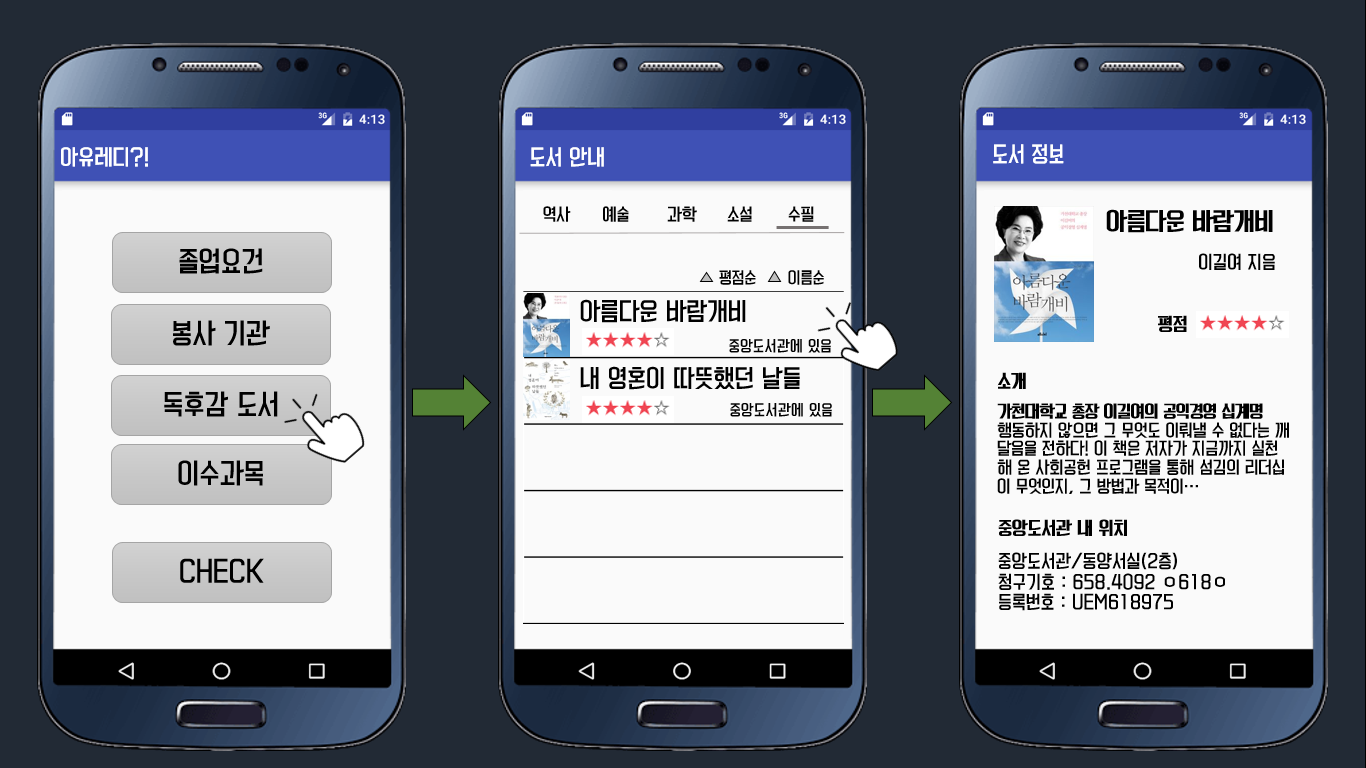 3G 4:13
아유레디?!
졸업요건
봉사 기관
독후감 도서
이수과목
CHECK
3G 4:13
도서 안내
역사 예술 과학 소설 수필
평점순 이름순
아름다운 바람개비
중앙도서관에 있음
내 영혼이 따뜻했던 날들
중앙도서관에 있음
3G 4:13
도서 정보
아름다운 바람개비
이길여 지음
아름다운
바람개비
평점
소개
가천대학교 총장 이길여의 공익경영 십계명
행동하지 않으면 그 무엇도 이뤄낼 수 없다는 깨
달음을 전하다! 이 책은 저자가 지금까지 실천
해 온 사회공헌 프로그램을 통해 섬김의 리더십
이 무엇인지, 그 방법과 목적이…
중앙도서관 내 위치
중앙도서관/동양서실(2층)
청구기호 : 658.4092 ㅇ618ㅇ
등록번호 : UEM618975